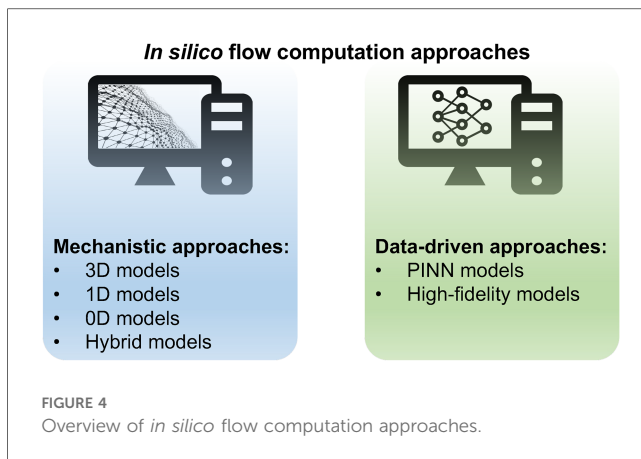 In silico flow computation approaches
Mechanistic approaches:
• 3D models
• 1D models
• 0D models
• Hybrid models
Data-driven approaches:
• PINN models
• High-fidelity models
FIGURE 4
Overview of in silico flow computation approaches.